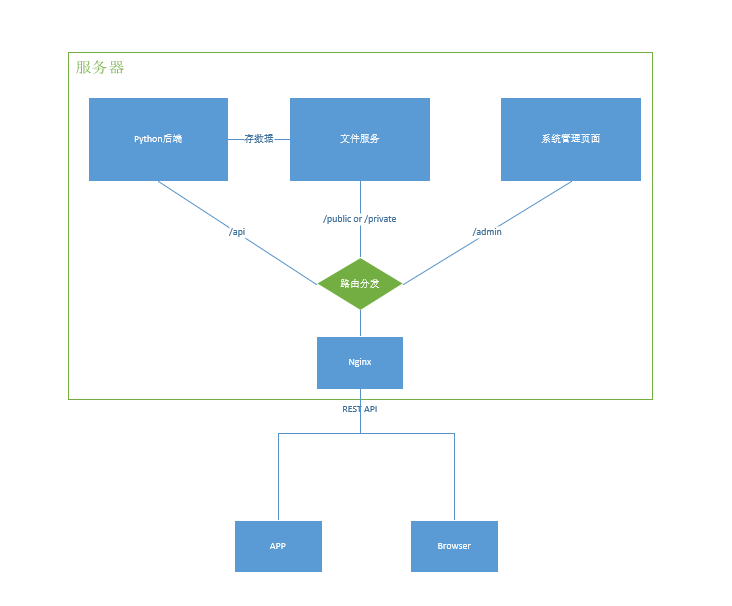 服务器
Python后端
存数据
文件服务
系统管理页面
/public or /private
/api
/admin
路由分发
Nginx
REST API
APP
Browser